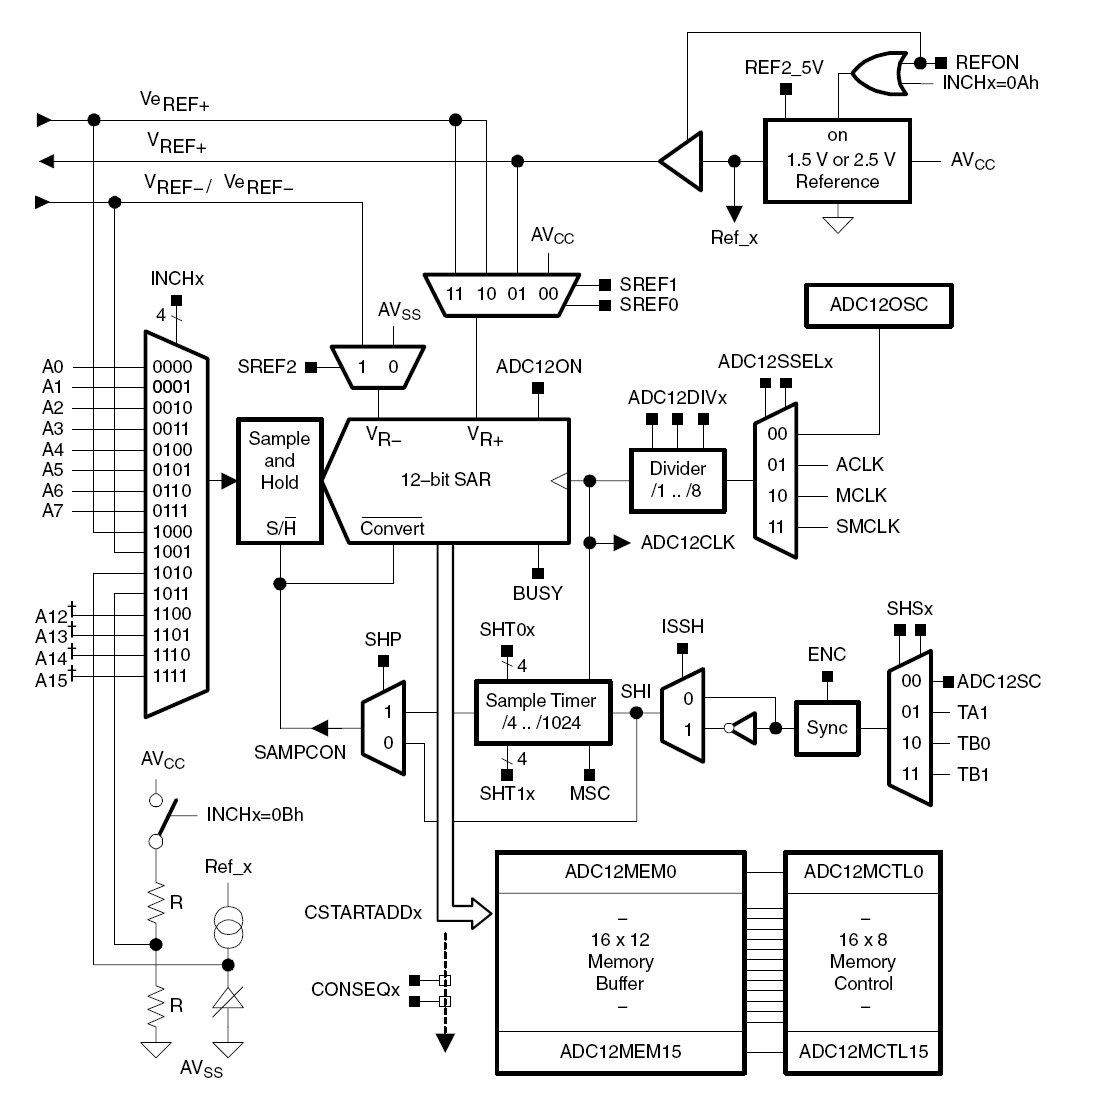 REFON
REF2_5V
INCHx=0Ah
VeREF+
on
VREF+
1.5 V or 2.5 V
Reference
AVCC
VREF− / VeREF−
Ref_x
AVCC
INCHx
4
SREF1
SREF0
11 10 01 00
ADC12OSC
AVSS
SREF2
1 0
ADC12ON
ADC12SSELx
ADC12DIVx
A0 0000
A1 0001
A2 0010
A3 0011
A4 0100
A5 0101
A6 0110
A7 0111
1000
1001
1010
1011
A12† 1100
A13† 1101
A14† 1110
A15† 1111
Sample
and
Hold
S/H
VR−
VR+
12−bit SAR
Convert
Divider
/1 .. /8
00
01 ACLK
10 MCLK
11 SMCLK
ADC12CLK
BUSY
SHP
SHT0x
4
ISSH
ENC
SHSx
1
0
SAMPCON
Sample Timer
/4 .. /1024
SHI
0
1
Sync
00 ADC12SC
01 TA1
10 TB0
11 TB1
4
SHT1x
MSC
AVCC
INCHx=0Bh
Ref_x
R
R
AVSS
CSTARTADDx
CONSEQx
ADC12MEM0
–
16 x 12
Memory
Buffer
–
ADC12MEM15
ADC12MCTL0
–
16 x 8
Memory
Control
–
ADC12MCTL15